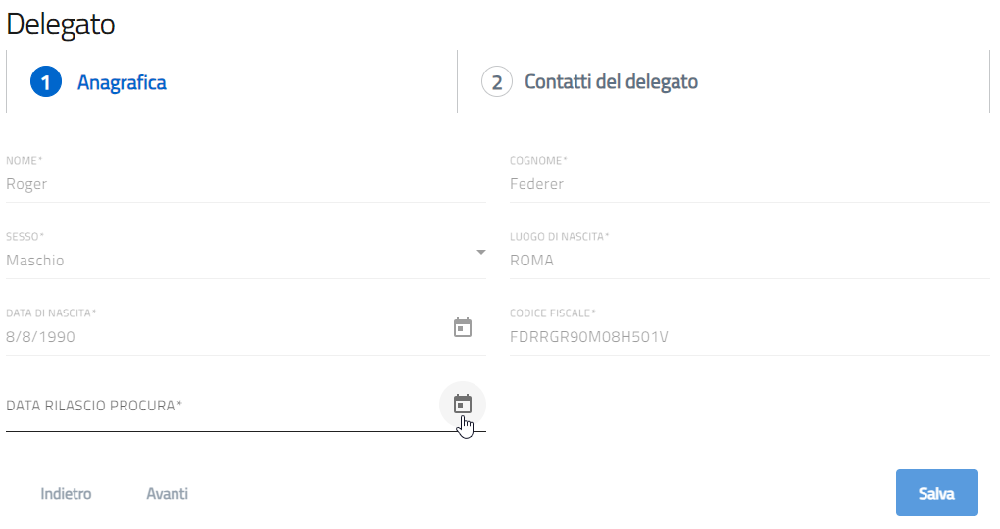 Delegato
1 Anagrafica
2 Contatti del delegato
NOME*
COGNOME*
Roger
Federer
SESSO*
LUOGO DI NASCITA*
Maschio
ROMA
DATA DI NASCITA*
CODICE FISCALE*
8/8/1990
FDRRGR90M08H501V
DATA RILASCIO PROCURA*
Indietro
Avanti
Salva